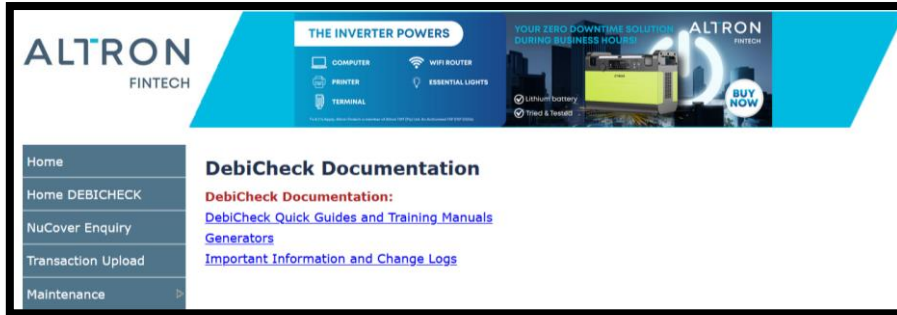 ALTRON
FINTECH
THE INVERTER POWERS
COMPUTER
WIFI ROUTER
PRINTER
ESSENTIAL LIGHTS
TERMINAL
YOUR ZERO DOWNTIME SOLUTION
DURING BUSINESS HOURS!
Lithium battery
Tried & Tested
ALTRON
FINTECH
BUY
NOW
Home
Home DEBICHECK
NuCover Enquiry
Transaction Upload
Maintenance
DebiCheck Documentation
DebiCheck Documentation:
DebiCheck Quick Guides and Training Manuals
Generators
Important Information and Change Logs